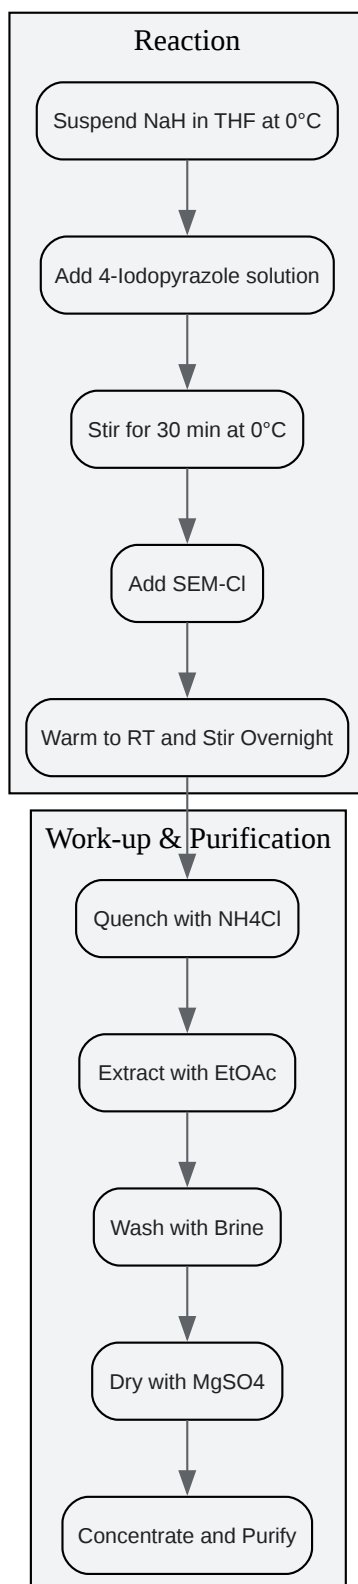 Reaction
Suspend NaH in THF at 0°C
Add 4-Iodopyrazole solution
Stir for 30 min at 0°C
Add SEM-Cl
Warm to RT and Stir Overnight
Work-up & Purification
Quench with NH4Cl
Extract with EtOAc
Wash with Brine
Dry with MgSO4
Concentrate and Purify